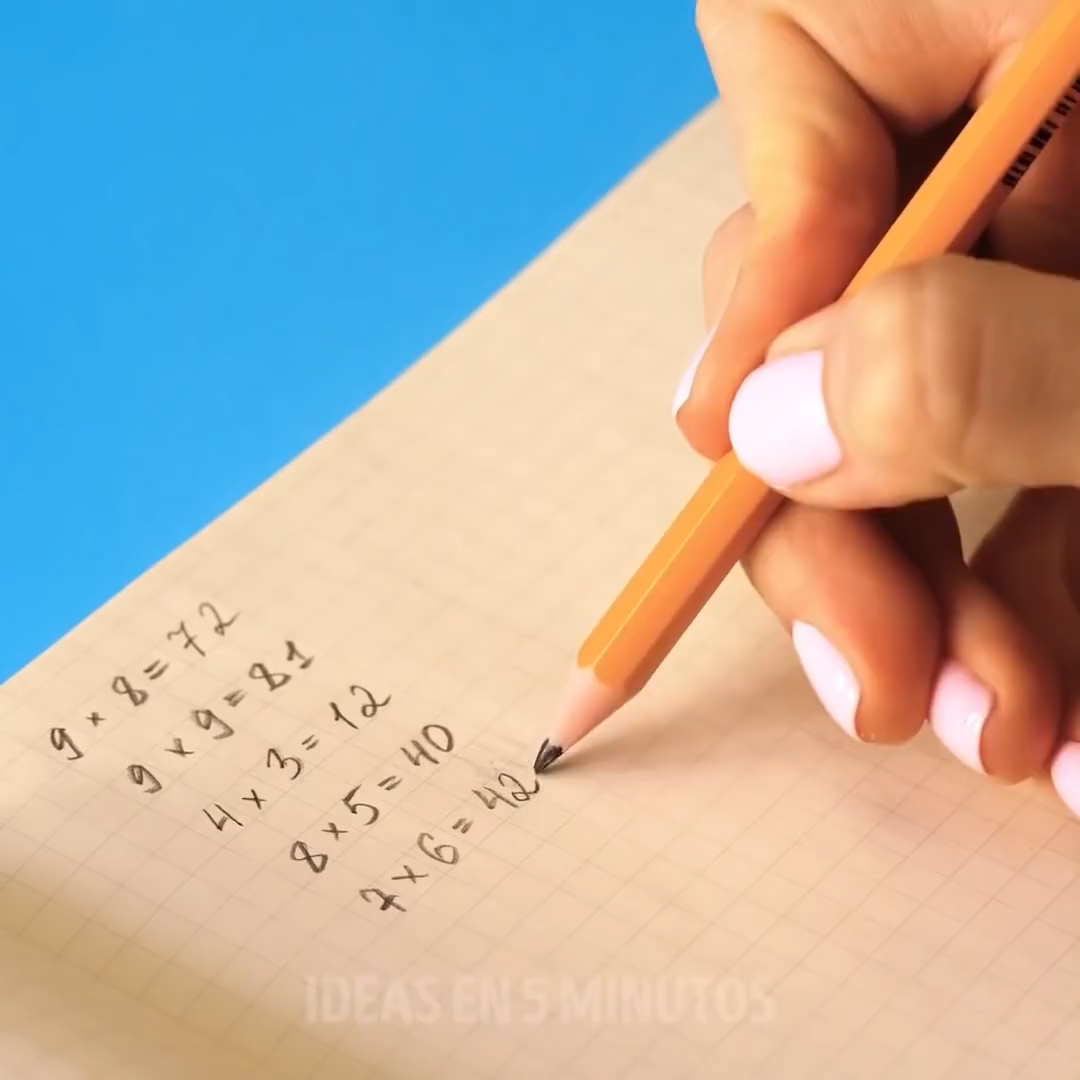 9 × 8 = 72
9 × 9 = 81
4 × 3 = 12
8 × 5 = 40
7 × 6 = 42
IDEAS EN 5 MINUTOS